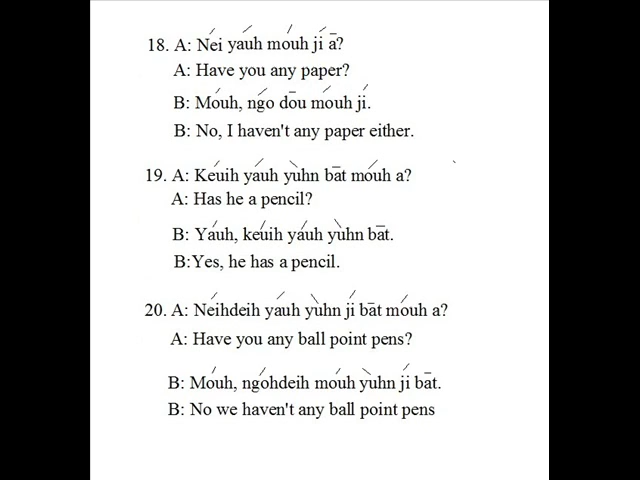 18. A: Néi yáuh móuh jí ā?
A: Have you any paper?
B: Móuh, ngó dōu móuh jí.
B: No, I haven't any paper either.
19. A: Kéuih yáuh yùhn bāt móuh a?
A: Has he a pencil?
B: Yáuh, kéuih yáuh yùhn bāt.
B:Yes, he has a pencil.
20. A: Néihdeih yáuh yùhn jí bāt móuh a?
A: Have you any ball point pens?
B: Móuh, ngóhdeih móuh yùhn jí bāt.
B: No we haven't any ball point pens